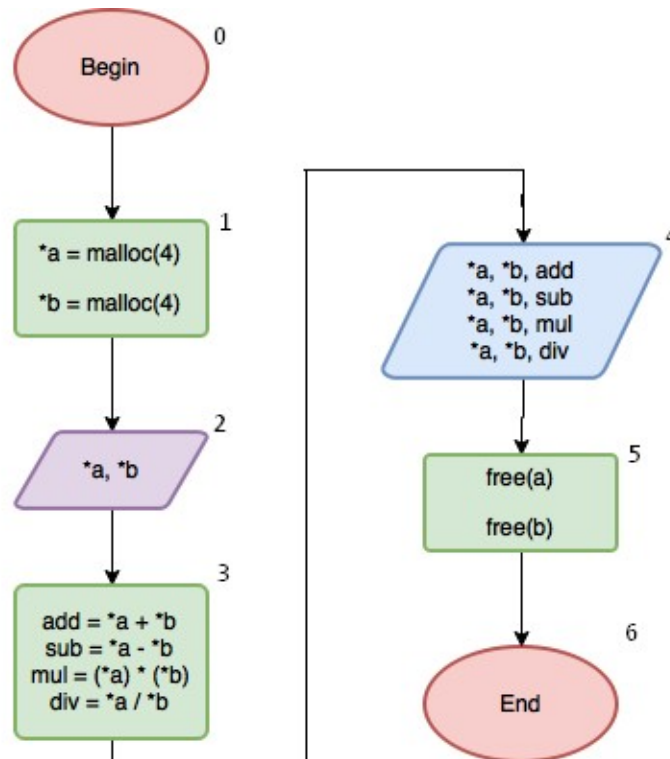 0
Begin
1
*a = malloc(4)
*b = malloc(4)
2
*a, *b
3
add = *a + *b
sub = *a - *b
mul = (*a) * (*b)
div = *a / *b
4
*a, *b, add
*a, *b, sub
*a, *b, mul
*a, *b, div
5
free(a)
free(b)
6
End